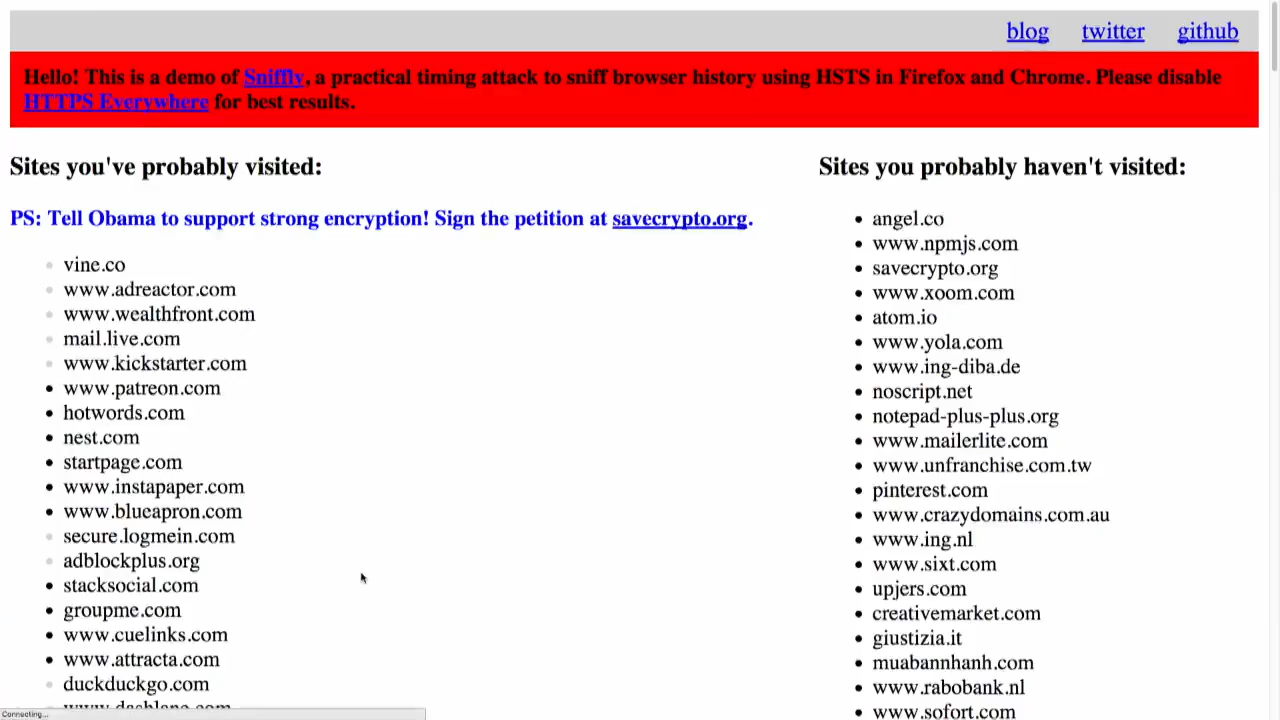 blog twitter github
Hello! This is a demo of Sniffly, a practical timing attack to sniff browser history using HSTS in Firefox and Chrome. Please disable
HTTPS Everywhere for best results.
Sites you've probably visited:
PS: Tell Obama to support strong encryption! Sign the petition at savecrypto.org.
vine.co
www.adreactor.com
www.wealthfront.com
mail.live.com
www.kickstarter.com
www.patreon.com
hotwords.com
nest.com
startpage.com
www.instapaper.com
www.blueapron.com
secure.logmein.com
adblockplus.org
stacksocial.com
groupme.com
www.cuelinks.com
www.attracta.com
duckduckgo.com
www.dashlane.com
Sites you probably haven't visited:
angel.co
www.npmjs.com
savecrypto.org
www.xoom.com
atom.io
www.yola.com
www.ing-diba.de
noscript.net
notepad-plus-plus.org
www.mailerlite.com
www.unfranchise.com.tw
pinterest.com
www.crazydomains.com.au
www.ing.nl
www.sixt.com
upjers.com
creativemarket.com
giustizia.it
muabannhanh.com
www.rabobank.nl
www.sofort.com
Connecting...